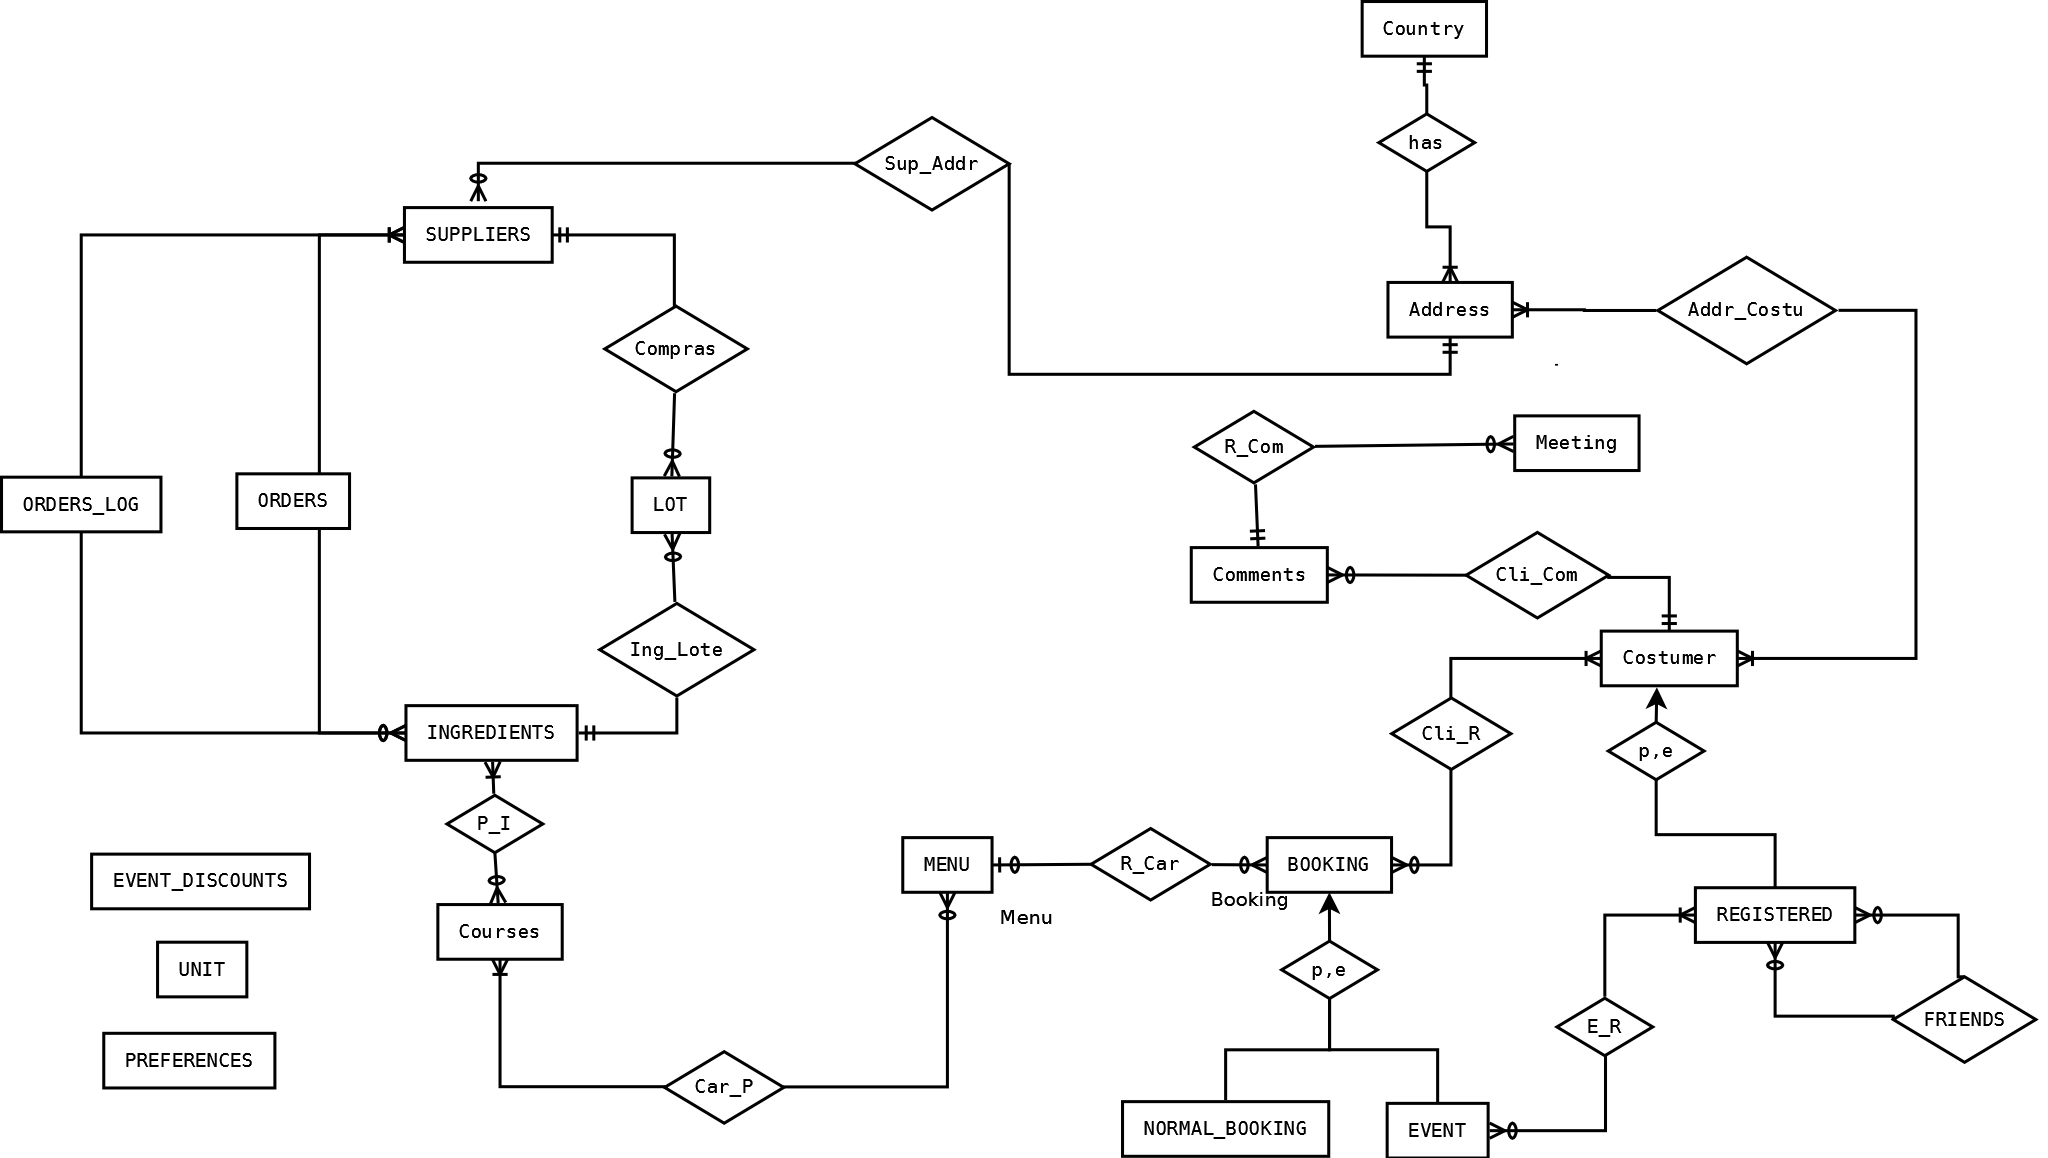 Country
has
Sup_Addr
SUPPLIERS
Address
Addr_Costu
Compras
R_Com
Meeting
ORDERS_LOG
ORDERS
LOT
Comments
Cli_Com
Ing_Lote
Costumer
INGREDIENTS
Cli_R
p,e
P_I
MENU
R_Car
BOOKING
EVENT_DISCOUNTS
Booking
Menu
Courses
REGISTERED
UNIT
p,e
E_R
FRIENDS
PREFERENCES
Car_P
NORMAL_BOOKING
EVENT